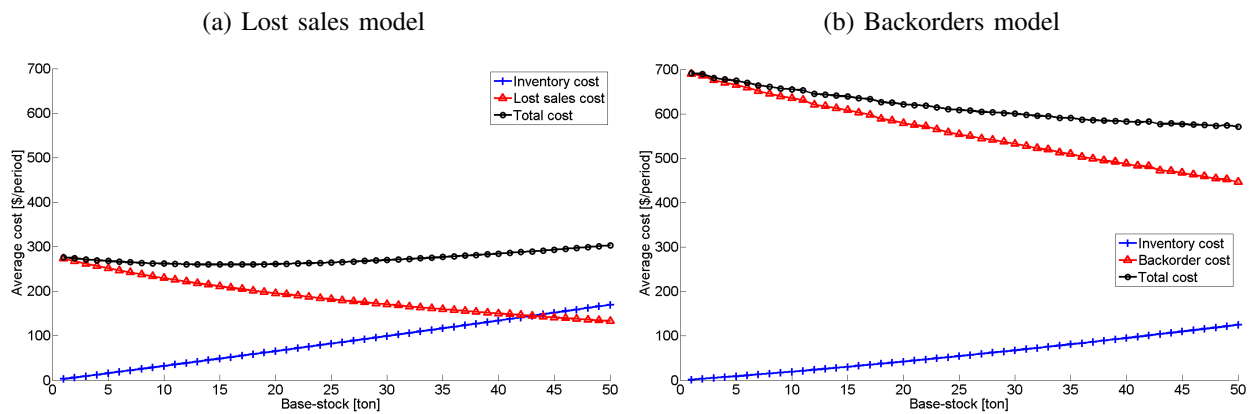 (a) Lost sales model
700
600
500
400
300
200
100
0
Average cost [$/period]
0 5 10 15 20 25 30 35 40 45 50
Base-stock [ton]
Inventory cost
Lost sales cost
Total cost
(b) Backorders model
700
600
500
400
300
200
100
0
Average cost [$/period]
0 5 10 15 20 25 30 35 40 45 50
Base-stock [ton]
Inventory cost
Backorder cost
Total cost